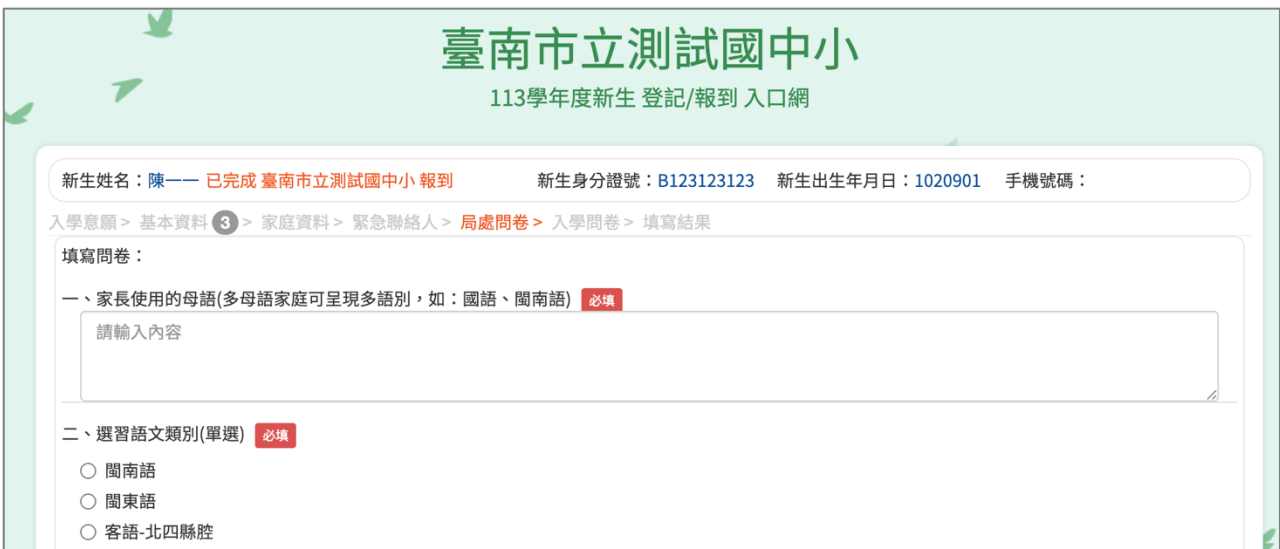 臺南市立測試國中小
113學年度新生 登記/報到 入口網
新生姓名：陳一一 已完成 臺南市立測試國中小 報到 新生身分證號：B123123123 新生出生年月日：1020901 手機號碼：
入學意願 > 基本資料 3 > 家庭資料 > 緊急聯絡人 > 局處問卷 > 入學問卷 > 填寫結果
填寫問卷：
一、家長使用的母語(多母語家庭可呈現多語別，如：國語、閩南語) 必填
請輸入內容
二、選習語文類別(單選) 必填
閩南語
閩東語
客語-北四縣腔